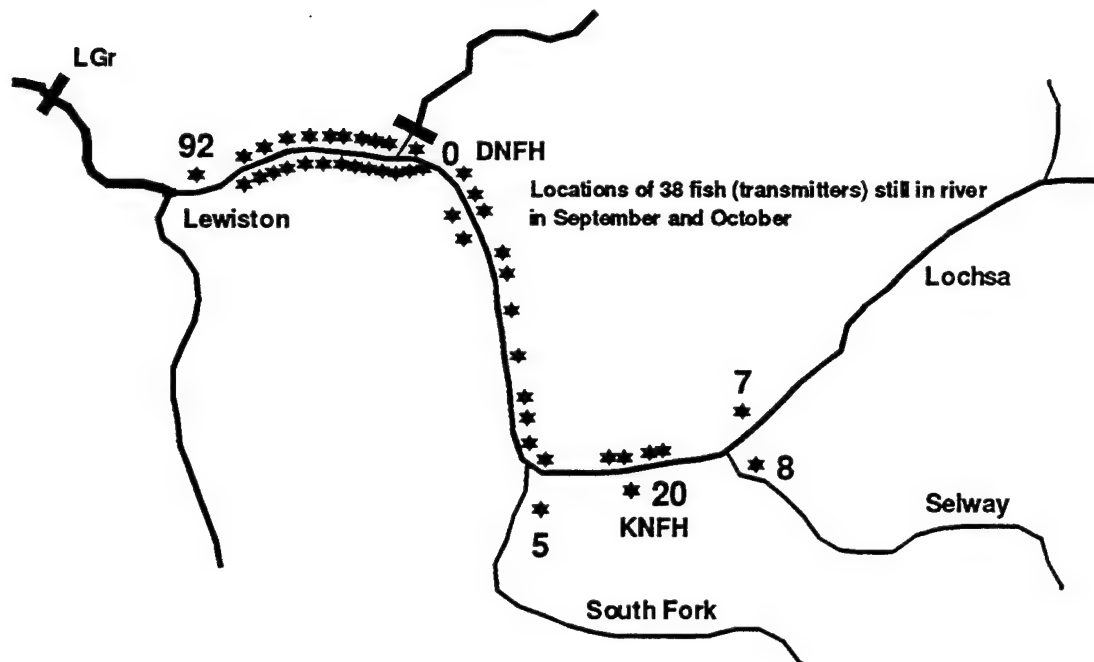 LGr
92
0 DNFH
Locations of 38 fish (transmitters) still in river
in September and October
Lewiston
Lochsa
7
8
20
KNFH
5
Selway
South Fork